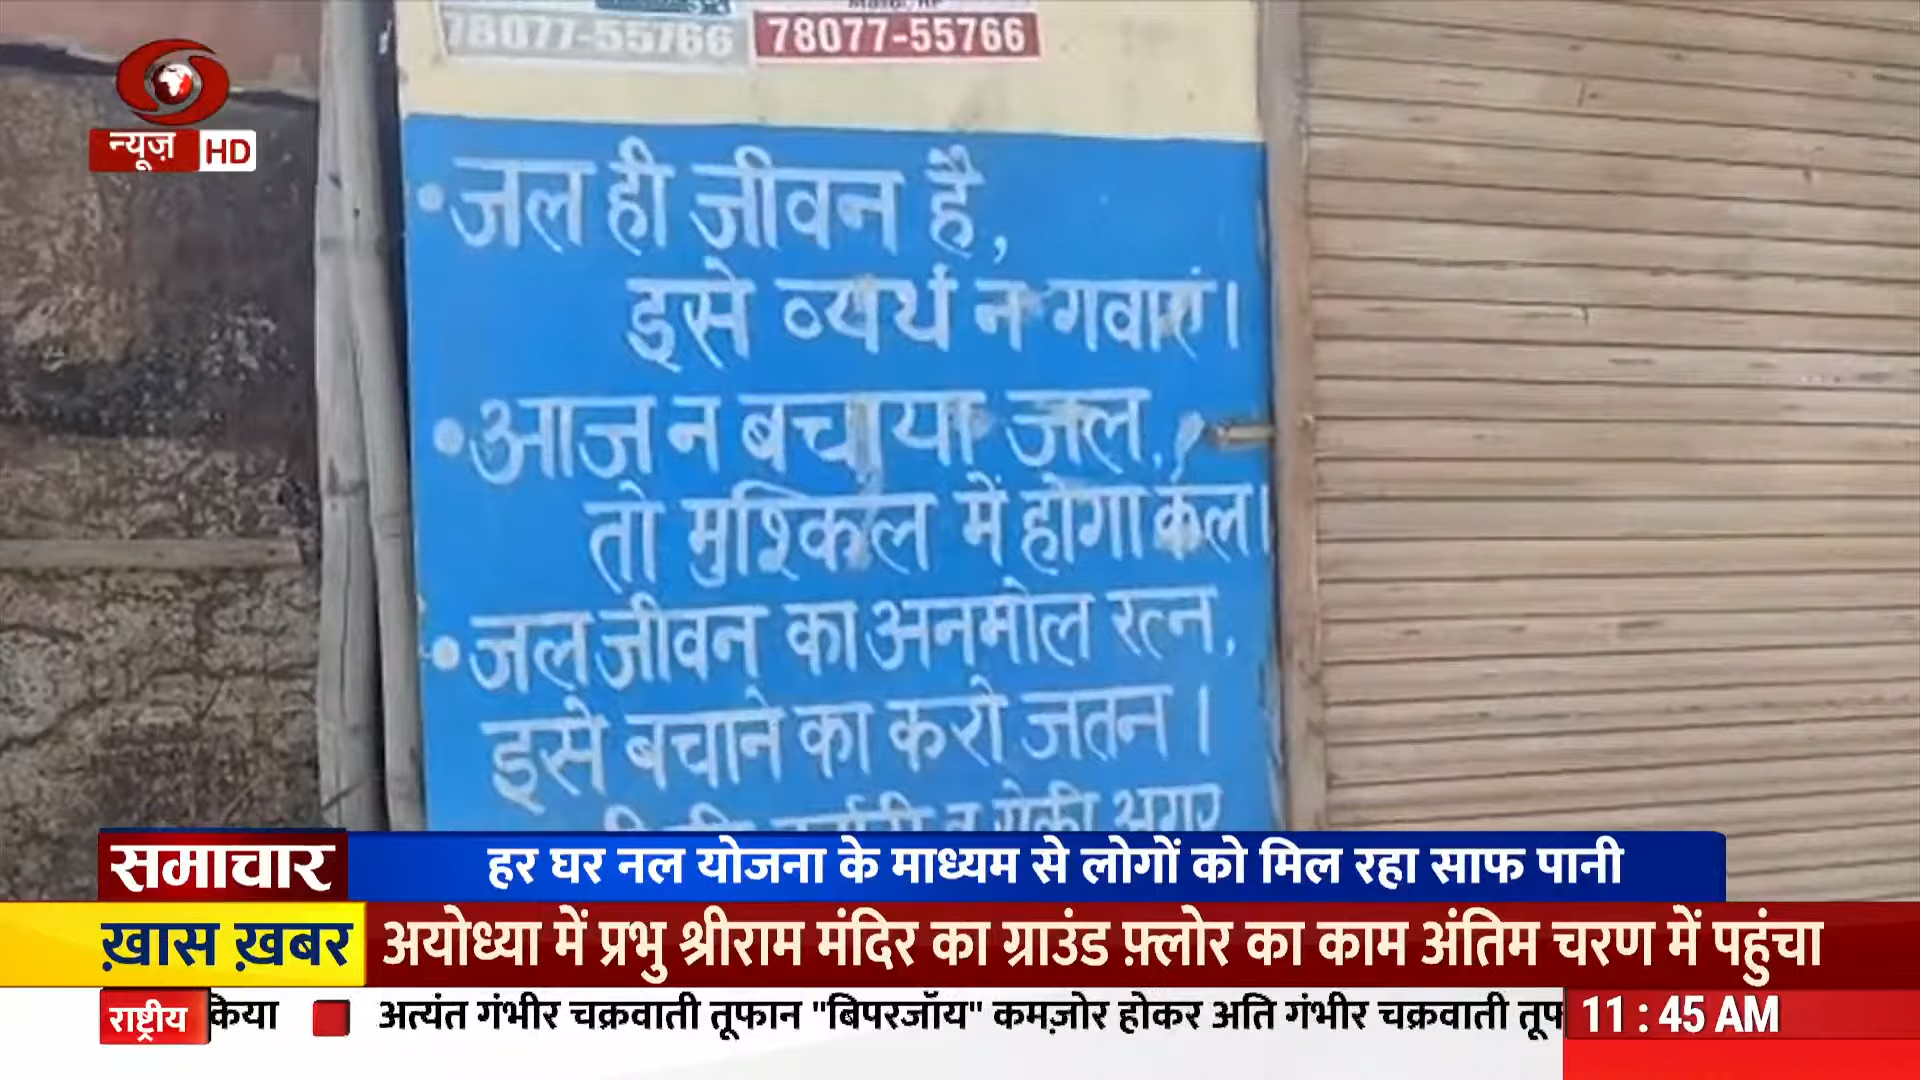 78077-55766
78077-55766
न्यूज़ HD
• जल ही जीवन है,
इसे व्यर्थ न गवाएं।
• आज न बचाया जल,
तो मुश्किल में होगा कल।
• जल जीवन का अनमोल रत्न,
इसे बचाने का करो जतन।
अगर
समाचार
हर घर नल योजना के माध्यम से लोगों को मिल रहा साफ पानी
ख़ास ख़बर
अयोध्या में प्रभु श्रीराम मंदिर का ग्राउंड फ़्लोर का काम अंतिम चरण में पहुंचा
राष्ट्रीय
किया
अत्यंत गंभीर चक्रवाती तूफान "बिपरजॉय" कमज़ोर होकर अति गंभीर चक्रवाती
11 : 45 AM